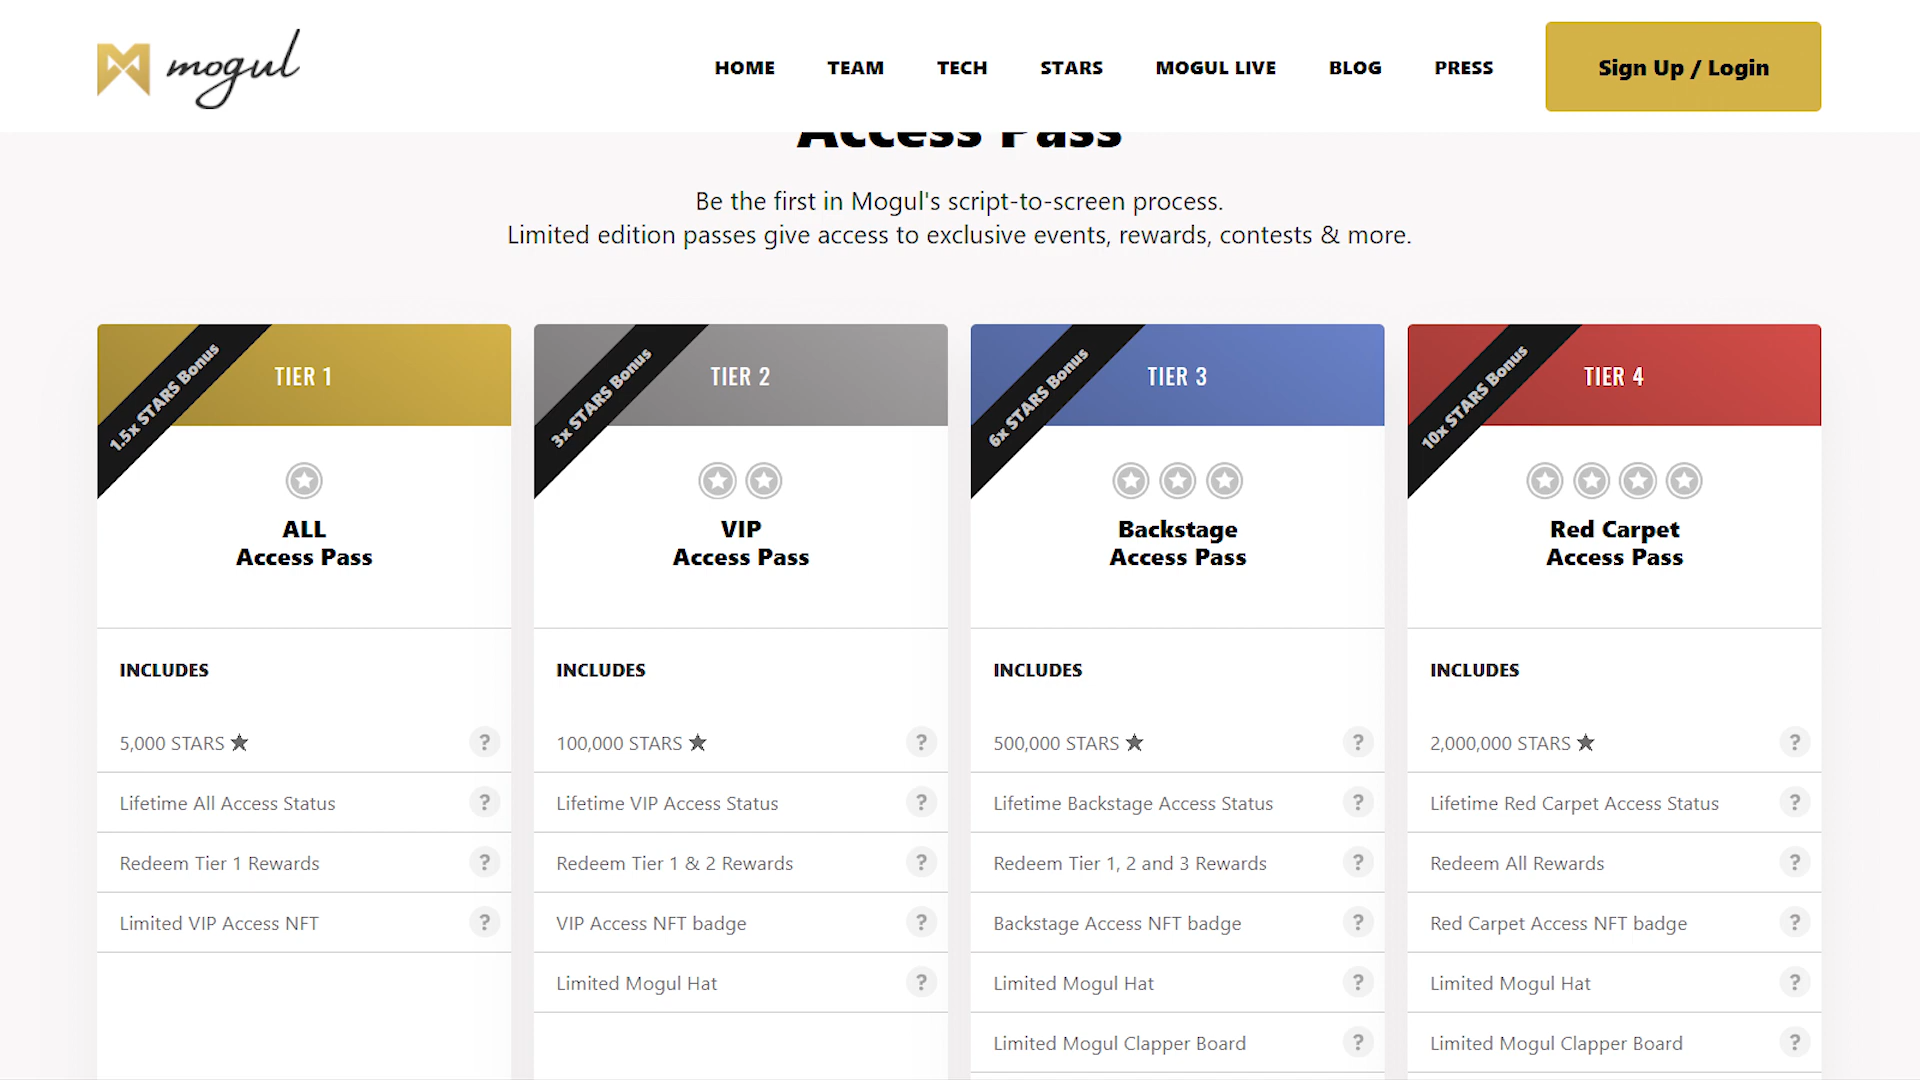 mogul
HOME TEAM TECH STARS MOGUL LIVE BLOG PRESS Sign Up / Login
Access Pass
Be the first in Mogul's script-to-screen process.
Limited edition passes give access to exclusive events, rewards, contests & more.
1.5x STARS Bonus
TIER 1
ALL
Access Pass
INCLUDES
5,000 STARS ★ ?
Lifetime All Access Status ?
Redeem Tier 1 Rewards ?
Limited VIP Access NFT ?
3x STARS Bonus
TIER 2
VIP
Access Pass
INCLUDES
100,000 STARS ★ ?
Lifetime VIP Access Status ?
Redeem Tier 1 & 2 Rewards ?
VIP Access NFT badge ?
Limited Mogul Hat ?
6x STARS Bonus
TIER 3
Backstage
Access Pass
INCLUDES
500,000 STARS ★ ?
Lifetime Backstage Access Status ?
Redeem Tier 1, 2 and 3 Rewards ?
Backstage Access NFT badge ?
Limited Mogul Hat ?
Limited Mogul Clapper Board ?
10x STARS Bonus
TIER 4
Red Carpet
Access Pass
INCLUDES
2,000,000 STARS ★ ?
Lifetime Red Carpet Access Status ?
Redeem All Rewards ?
Red Carpet Access NFT badge ?
Limited Mogul Hat ?
Limited Mogul Clapper Board ?